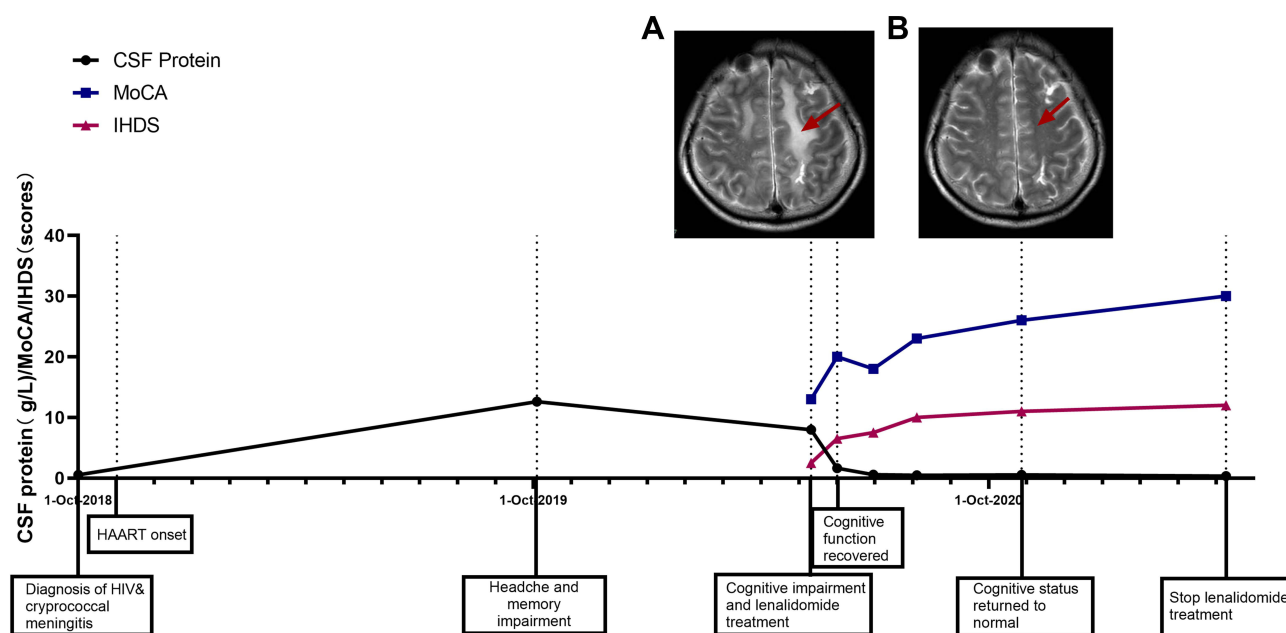 A
B
CSF Protein
MoCA
IHDS
CSF protein( g/L)/MoCA/IHDS(scores)
40
30
20
10
0
1-Oct-2018
1-Oct-2019
1-Oct-2020
HAART onset
Cognitive
function
recovered
Diagnosis of HIV&
cryprococcal
meningitis
Headche and
memory
impairment
Cognitive impairment
and lenalidomide
treatment
Cognitive status
returned to
normal
Stop lenalidomide
treatment